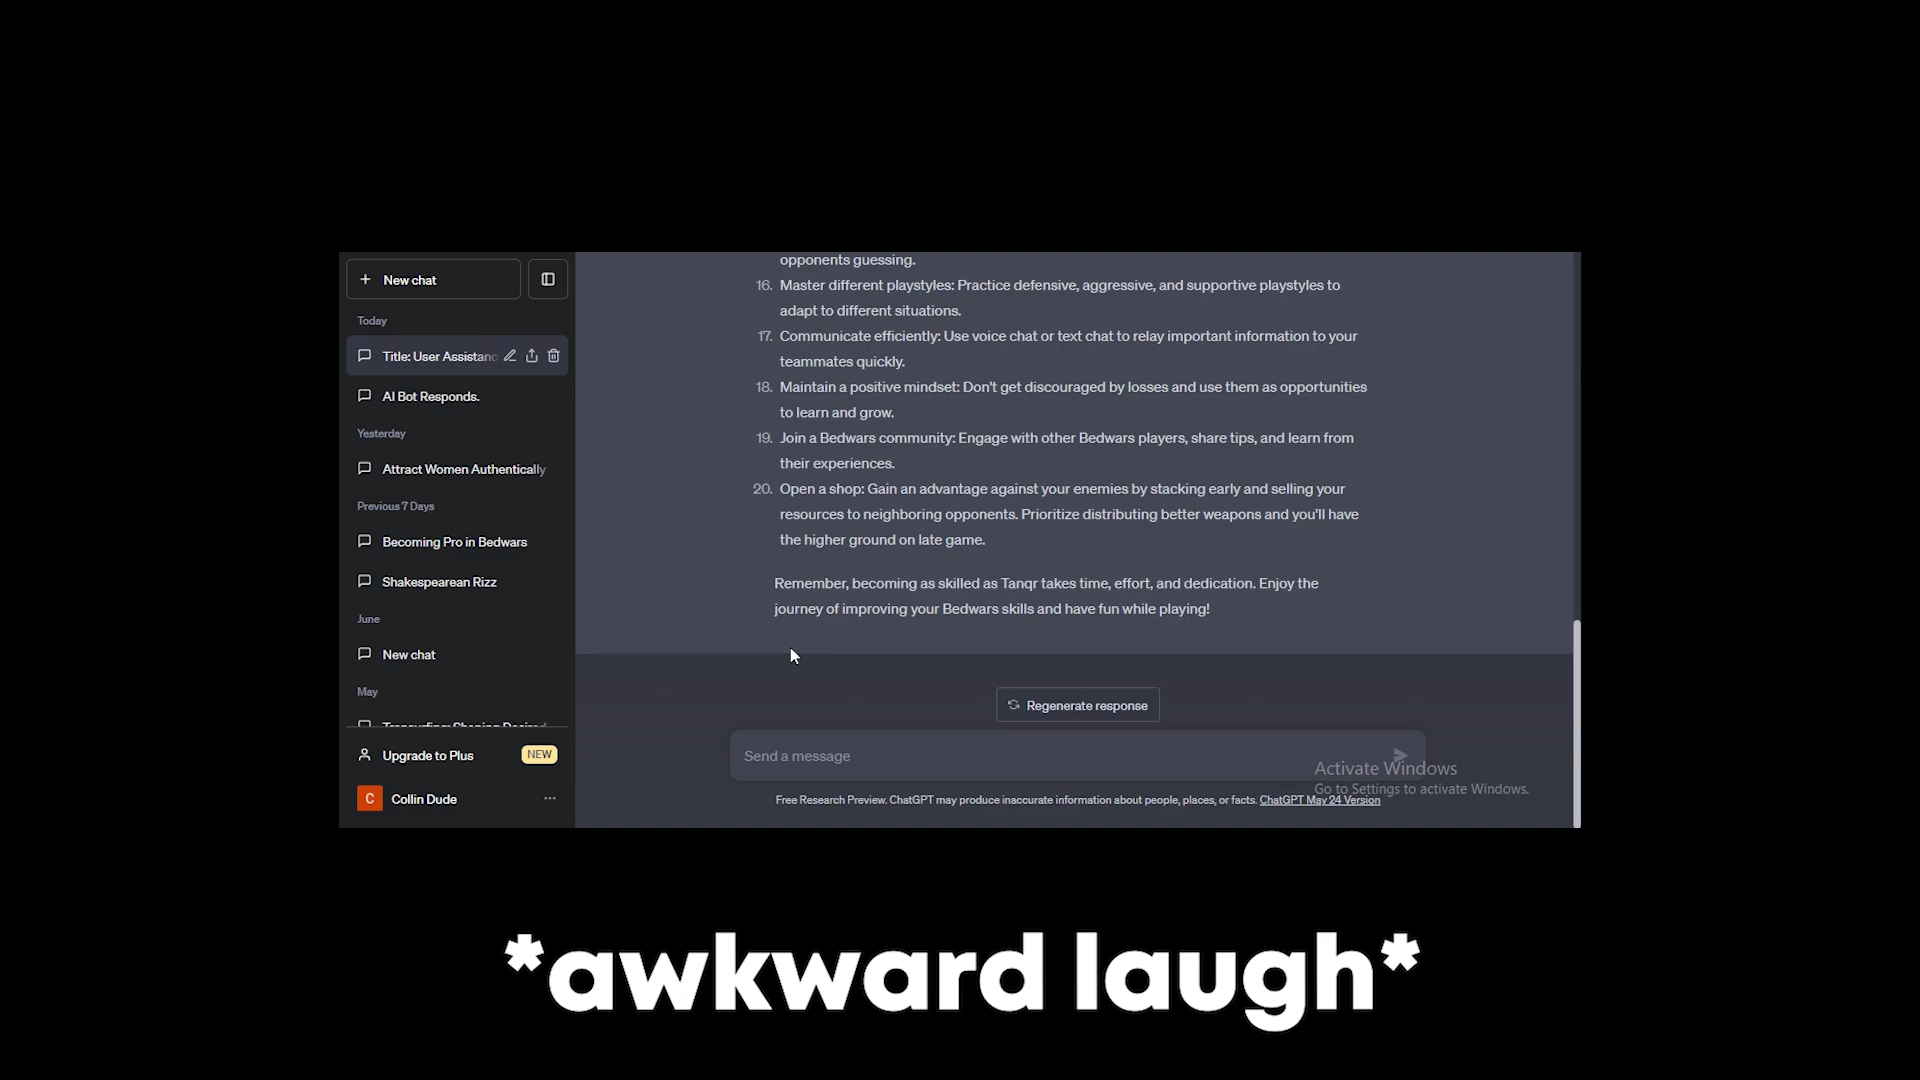 New chat
Today
Title: User Assistanc
AI Bot Responds.
Yesterday
Attract Women Authentically
Previous 7 Days
Becoming Pro in Bedwars
Shakespearean Rizz
June
New chat
May
Upgrade to Plus NEW
C Collin Dude
opponents guessing.
16. Master different playstyles: Practice defensive, aggressive, and supportive playstyles to
adapt to different situations.
17. Communicate efficiently: Use voice chat or text chat to relay important information to your
teammates quickly.
18. Maintain a positive mindset: Don't get discouraged by losses and use them as opportunities
to learn and grow.
19. Join a Bedwars community: Engage with other Bedwars players, share tips, and learn from
their experiences.
20. Open a shop: Gain an advantage against your enemies by stacking early and selling your
resources to neighboring opponents. Prioritize distributing better weapons and you'll have
the higher ground on late game.
Remember, becoming as skilled as Tanqr takes time, effort, and dedication. Enjoy the
journey of improving your Bedwars skills and have fun while playing!
Regenerate response
Send a message
Activate Windows
Go to Settings to activate Windows.
Free Research Preview. ChatGPT may produce inaccurate information about people, places, or facts. ChatGPT May 24 Version
*awkward laugh*